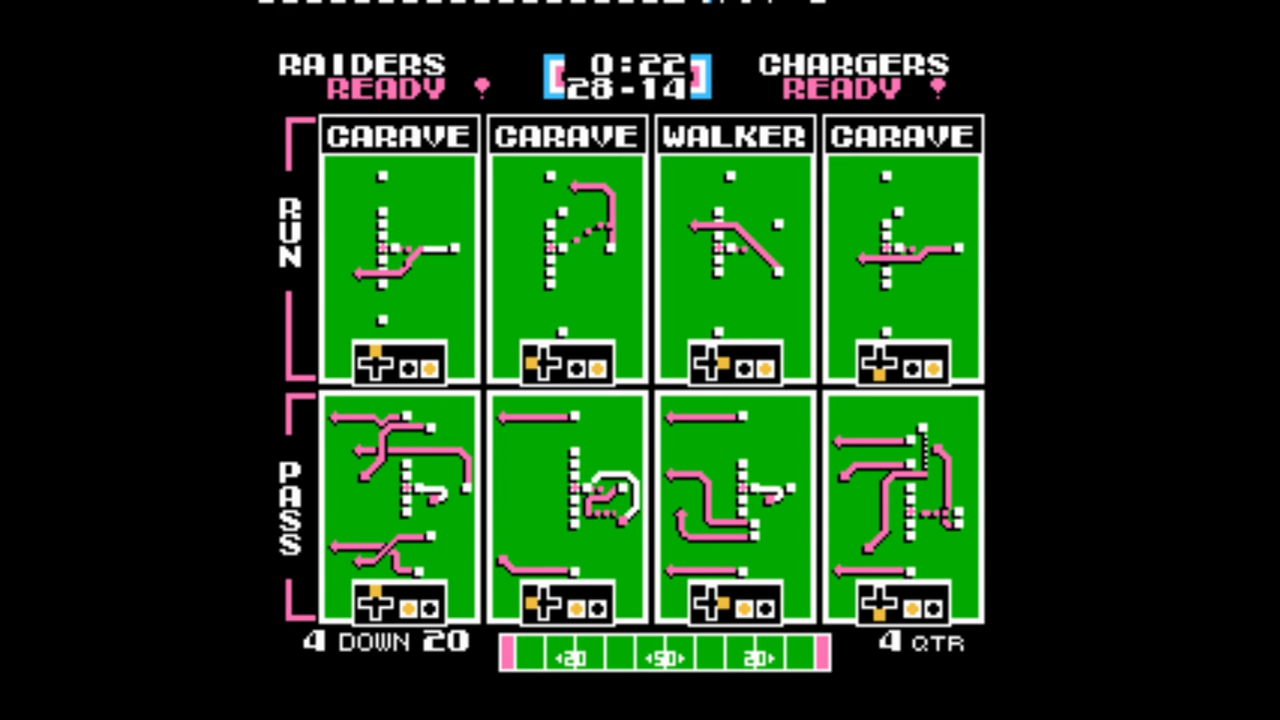 RAIDERS 0:22 CHARGERS
READY 28-14 READY
CARAVE CARAVE WALKER CARAVE
RUN
PASS
4 DOWN 20 4 QTR
20 50 20